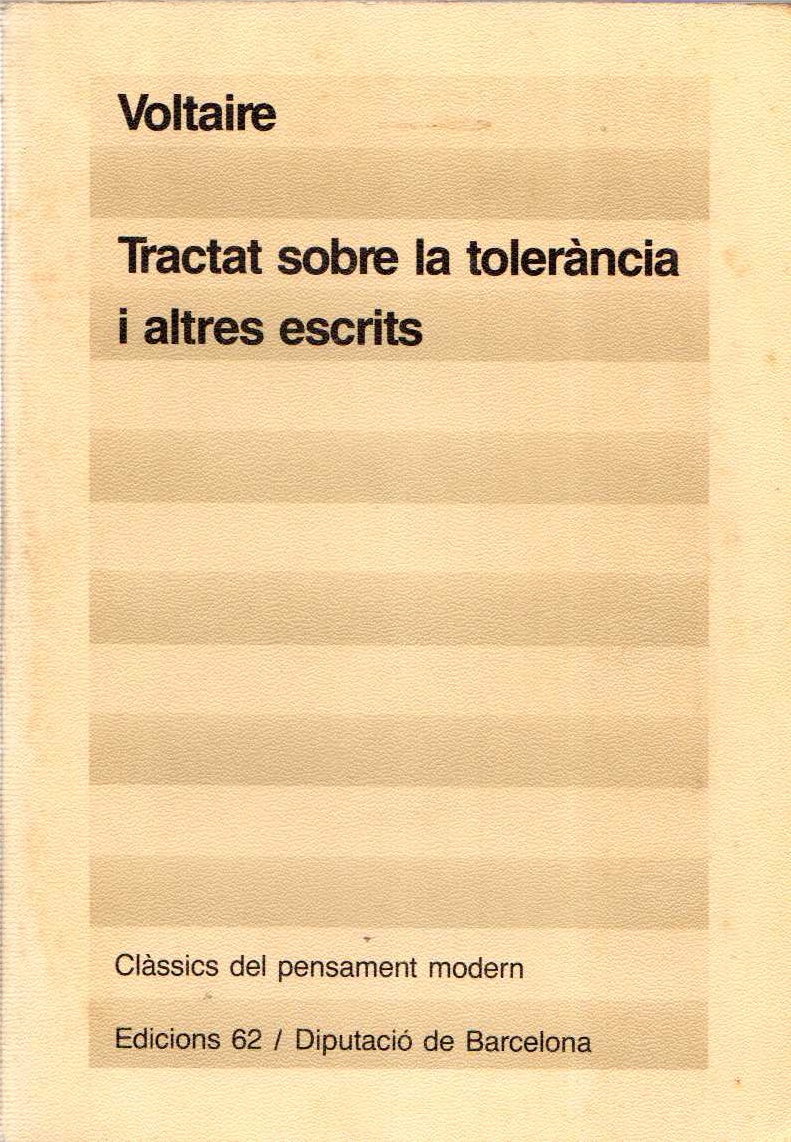 Voltaire
Tractat sobre la tolerància
i altres escrits
Clàssics del pensament modern
Edicions 62 / Diputació de Barcelona